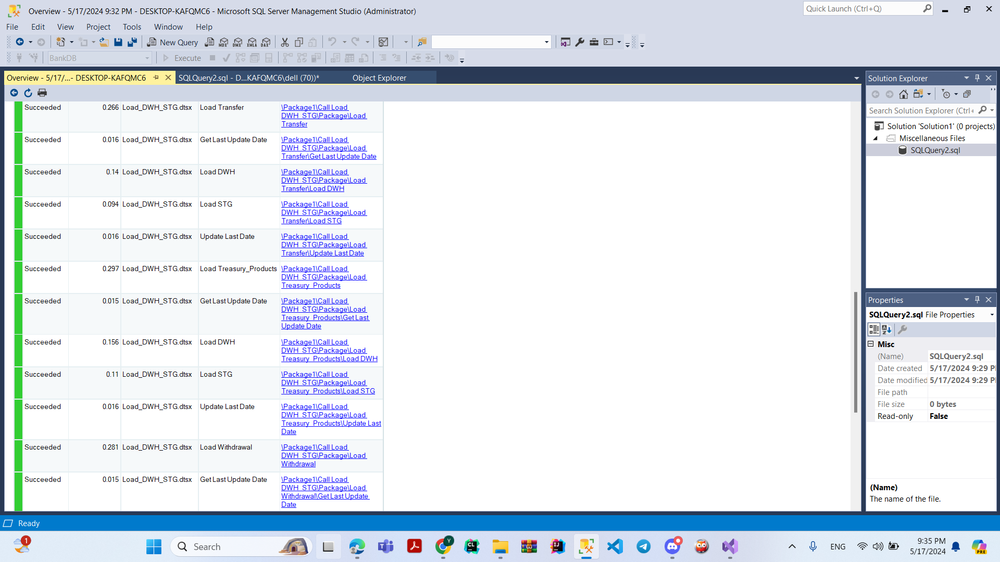 Overview - 5/17/2024 9:32 PM - DESKTOP-KAFQMC6 - Microsoft SQL Server Management Studio (Administrator)
Quick Launch (Ctrl+Q)
File Edit View Project Tools Window Help
New Query
MDX DMX XMLA DAX
BankDB
Execute
Overview - 5/17/...- DESKTOP-KAFQMC6
SQLQuery2.sql - D...KAFQMC6\dell (70))*
Object Explorer
Succeeded 0.266 Load_DWH_STG.dtsx Load Transfer \Package1\Call Load
DWH_STG\Package\Load
Transfer
Succeeded 0.016 Load_DWH_STG.dtsx Get Last Update Date \Package1\Call Load
DWH_STG\Package\Load
Transfer\Get Last Update Date
Succeeded 0.14 Load_DWH_STG.dtsx Load DWH \Package1\Call Load
DWH_STG\Package\Load
Transfer\Load DWH
Succeeded 0.094 Load_DWH_STG.dtsx Load STG \Package1\Call Load
DWH_STG\Package\Load
Transfer\Load STG
Succeeded 0.016 Load_DWH_STG.dtsx Update Last Date \Package1\Call Load
DWH_STG\Package\Load
Transfer\Update Last Date
Succeeded 0.297 Load_DWH_STG.dtsx Load Treasury_Products \Package1\Call Load
DWH_STG\Package\Load
Treasury_Products
Succeeded 0.015 Load_DWH_STG.dtsx Get Last Update Date \Package1\Call Load
DWH_STG\Package\Load
Treasury_Products\Get Last
Update Date
Succeeded 0.156 Load_DWH_STG.dtsx Load DWH \Package1\Call Load
DWH_STG\Package\Load
Treasury_Products\Load DWH
Succeeded 0.11 Load_DWH_STG.dtsx Load STG \Package1\Call Load
DWH_STG\Package\Load
Treasury_Products\Load STG
Succeeded 0.016 Load_DWH_STG.dtsx Update Last Date \Package1\Call Load
DWH_STG\Package\Load
Treasury_Products\Update Last
Date
Succeeded 0.281 Load_DWH_STG.dtsx Load Withdrawal \Package1\Call Load
DWH_STG\Package\Load
Withdrawal
Succeeded 0.015 Load_DWH_STG.dtsx Get Last Update Date \Package1\Call Load
DWH_STG\Package\Load
Withdrawal\Get Last Update
Date
Solution Explorer
Search Solution Explorer (Ctrl+
Solution 'Solution1' (0 projects)
Miscellaneous Files
SQLQuery2.sql
Properties
SQLQuery2.sql File Properties
Misc
(Name) SQLQuery2.sql
Date created 5/17/2024 9:29 P
Date modified 5/17/2024 9:29 P
File path
File size 0 bytes
Read-only False
(Name)
The name of the file.
Ready
1
Search
Y
CL
IJ
ENG
9:35 PM
5/17/2024
PRE